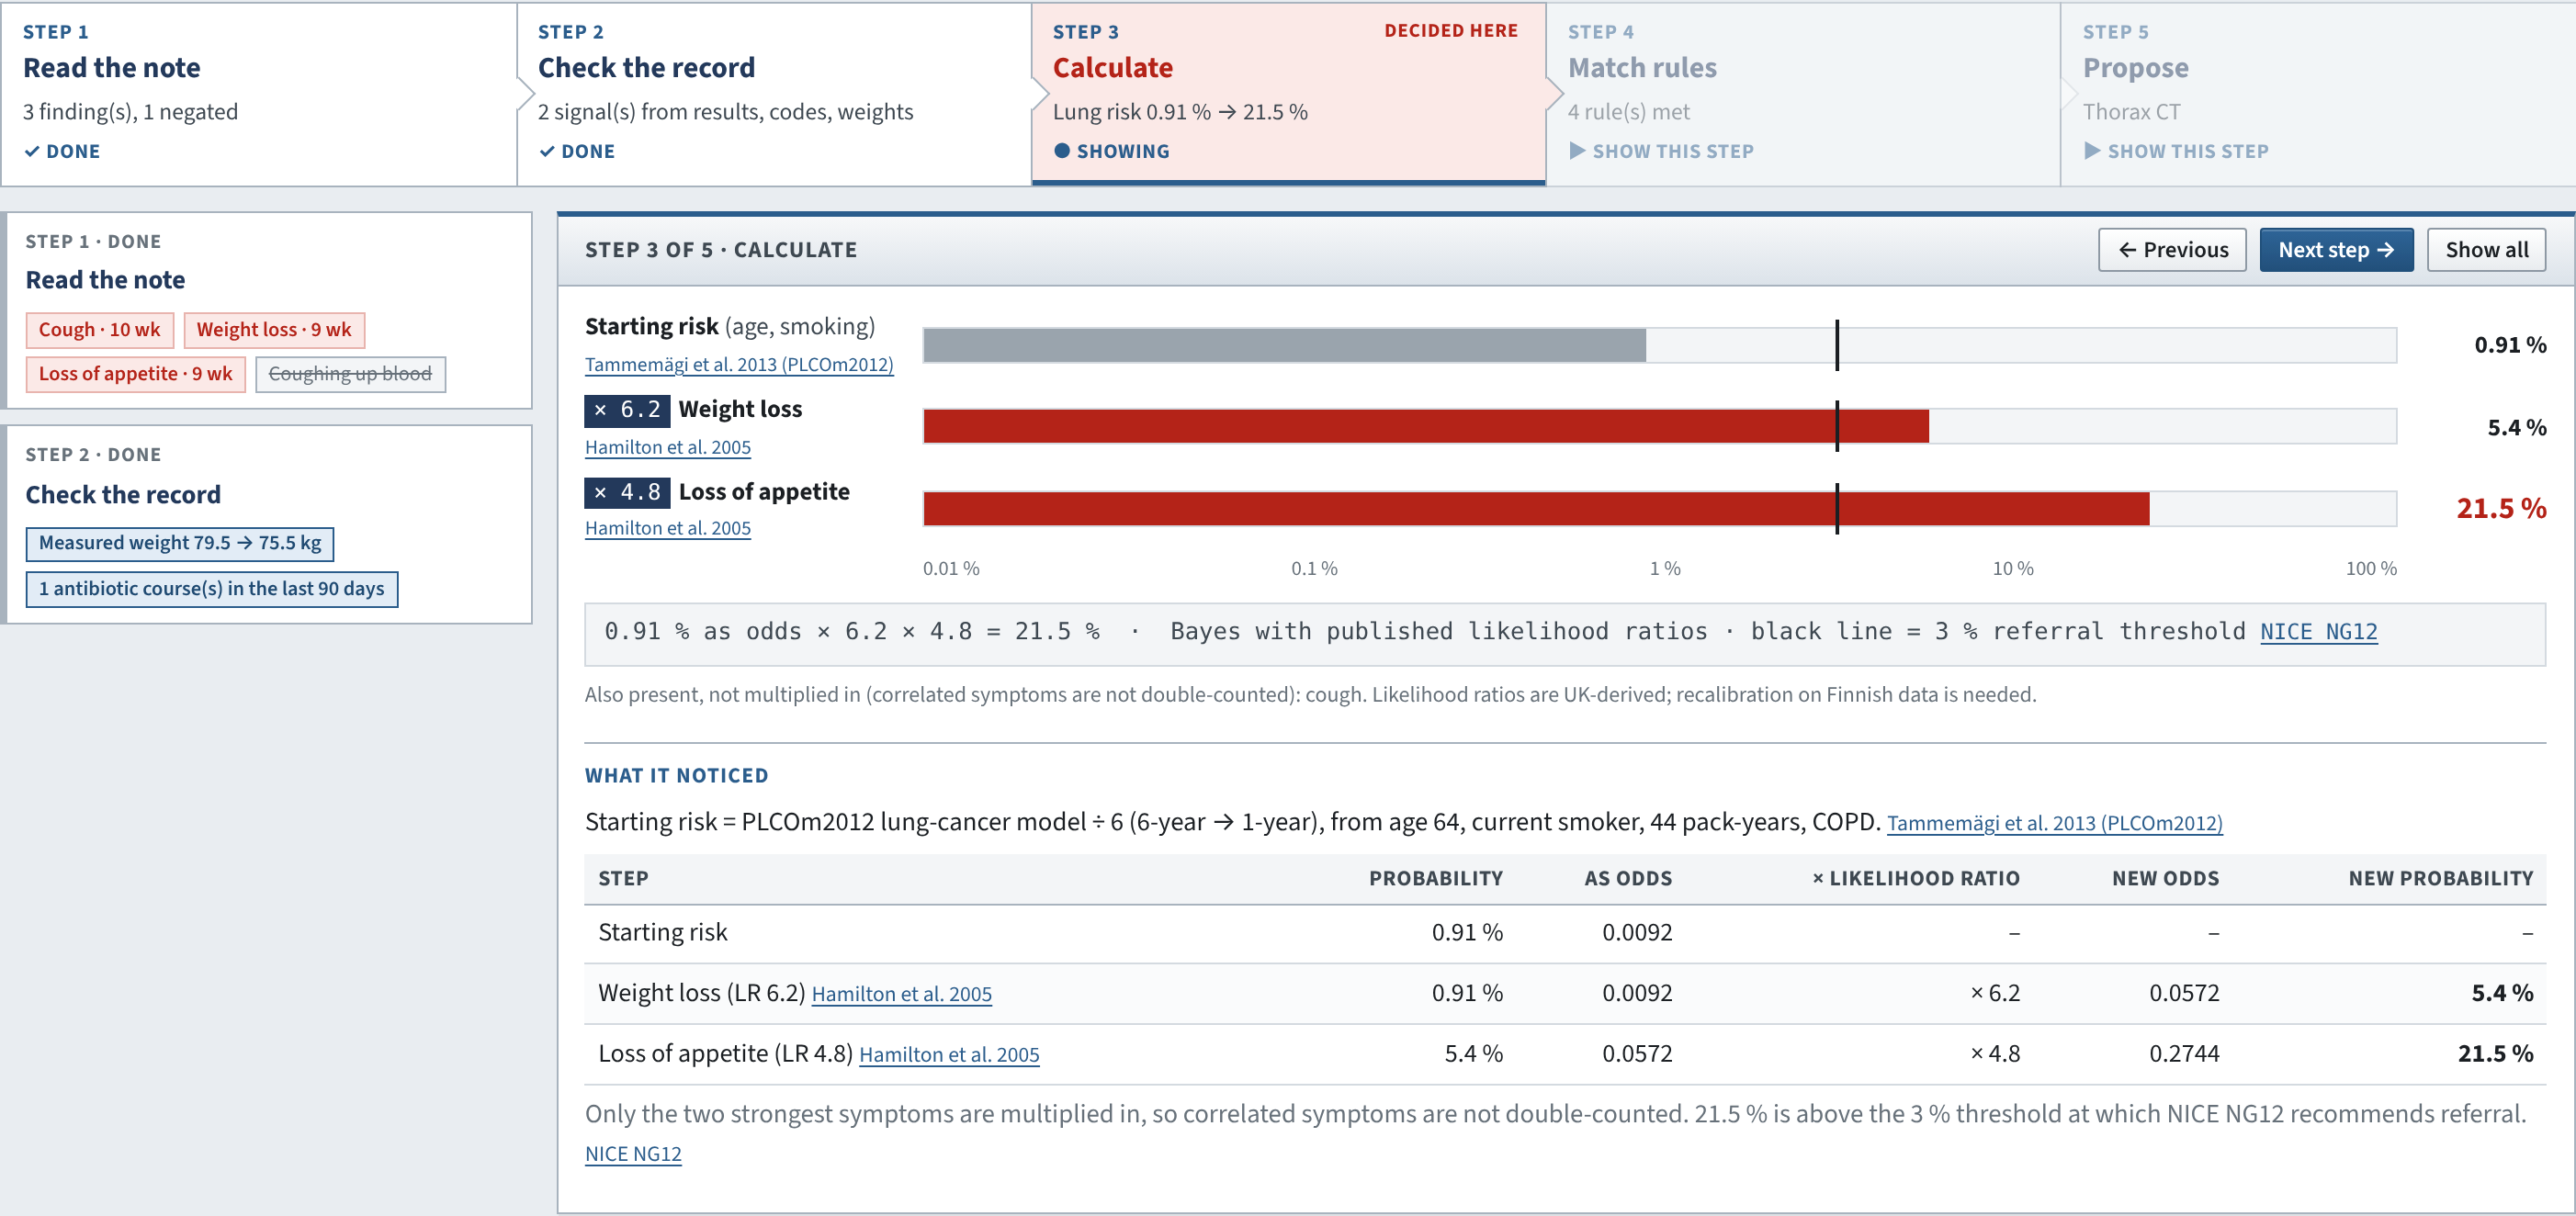 STEP 1
Read the note
3 finding(s), 1 negated
✓ DONE
STEP 2
Check the record
2 signal(s) from results, codes, weights
✓ DONE
STEP 3
DECIDED HERE
Calculate
Lung risk 0.91 % → 21.5 %
● SHOWING
STEP 4
Match rules
4 rule(s) met
▶ SHOW THIS STEP
STEP 5
Propose
Thorax CT
▶ SHOW THIS STEP
STEP 1 · DONE
Read the note
Cough · 10 wk
Weight loss · 9 wk
Loss of appetite · 9 wk
Coughing up blood
STEP 2 · DONE
Check the record
Measured weight 79.5 → 75.5 kg
1 antibiotic course(s) in the last 90 days
STEP 3 OF 5 · CALCULATE
← Previous
Next step →
Show all
Starting risk (age, smoking)
Tammemägi et al. 2013 (PLCOm2012)
0.91 %
× 6.2 Weight loss
Hamilton et al. 2005
5.4 %
× 4.8 Loss of appetite
Hamilton et al. 2005
21.5 %
0.01 % 0.1 % 1 % 10 % 100 %
0.91 % as odds × 6.2 × 4.8 = 21.5 % · Bayes with published likelihood ratios · black line = 3 % referral threshold NICE NG12
Also present, not multiplied in (correlated symptoms are not double-counted): cough. Likelihood ratios are UK-derived; recalibration on Finnish data is needed.
WHAT IT NOTICED
Starting risk = PLCOm2012 lung-cancer model ÷ 6 (6-year → 1-year), from age 64, current smoker, 44 pack-years, COPD. Tammemägi et al. 2013 (PLCOm2012)
STEP PROBABILITY AS ODDS × LIKELIHOOD RATIO NEW ODDS NEW PROBABILITY
Starting risk 0.91 % 0.0092 – – –
Weight loss (LR 6.2) Hamilton et al. 2005 0.91 % 0.0092 × 6.2 0.0572 5.4 %
Loss of appetite (LR 4.8) Hamilton et al. 2005 5.4 % 0.0572 × 4.8 0.2744 21.5 %
Only the two strongest symptoms are multiplied in, so correlated symptoms are not double-counted. 21.5 % is above the 3 % threshold at which NICE NG12 recommends referral.
NICE NG12